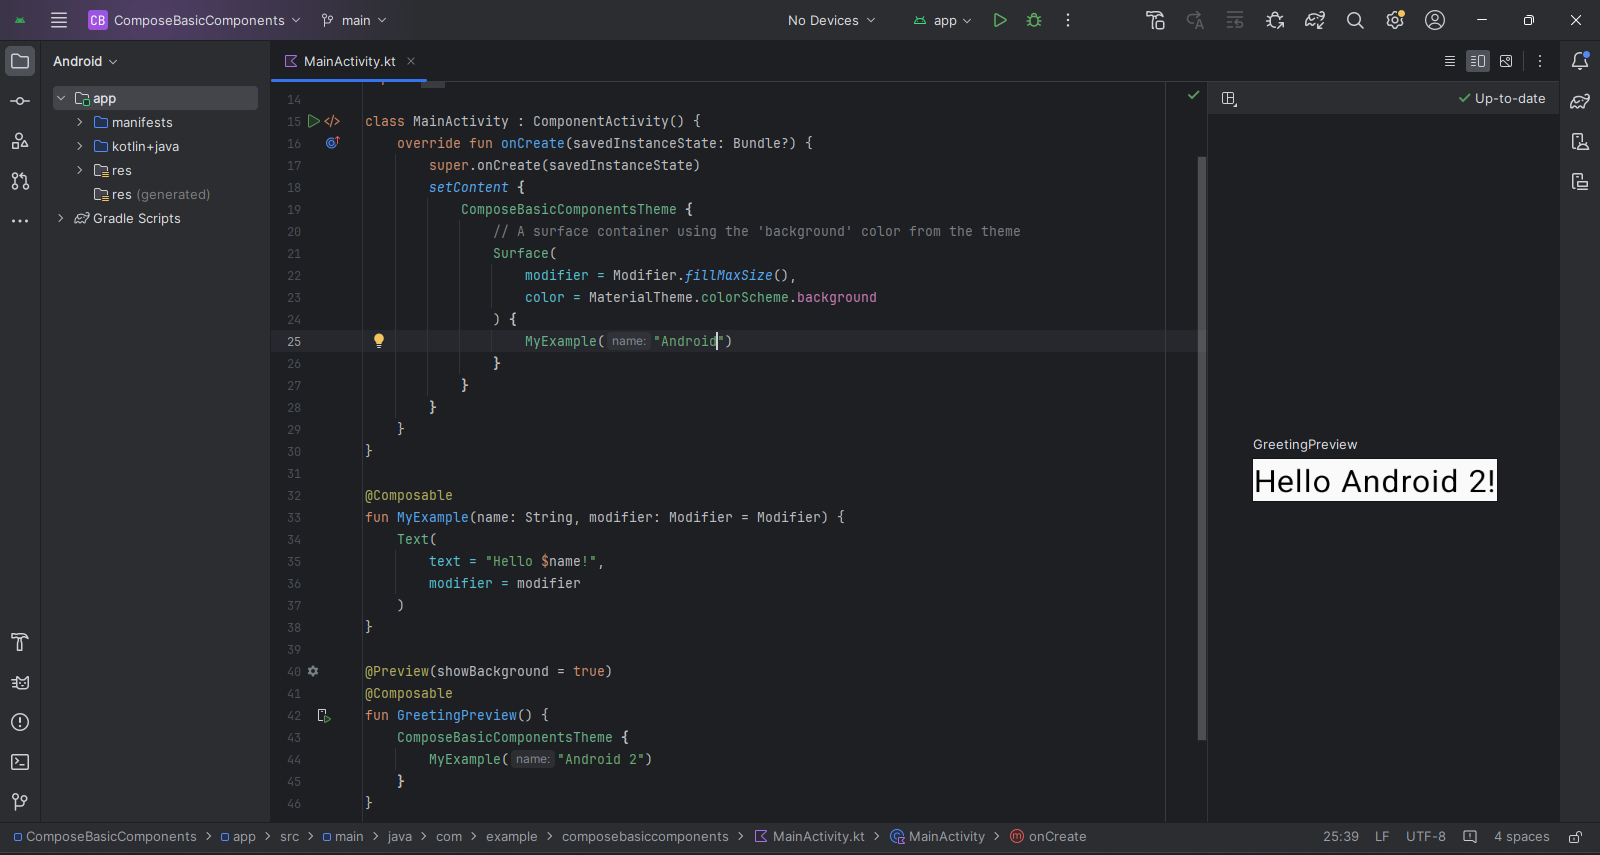 CB ComposeBasicComponents main No Devices app
Android
MainActivity.kt
app
manifests
kotlin+java
res
res (generated)
Gradle Scripts
Up-to-date
14
15 class MainActivity : ComponentActivity() {
16 override fun onCreate(savedInstanceState: Bundle?) {
17 super.onCreate(savedInstanceState)
18 setContent {
19 ComposeBasicComponentsTheme {
20 // A surface container using the 'background' color from the theme
21 Surface(
22 modifier = Modifier.fillMaxSize(),
23 color = MaterialTheme.colorScheme.background
24 ) {
25 MyExample( name: "Android")
26 }
27 }
28 }
29 }
30 }
31
32 @Composable
33 fun MyExample(name: String, modifier: Modifier = Modifier) {
34 Text(
35 text = "Hello $name!",
36 modifier = modifier
37 )
38 }
39
40 @Preview(showBackground = true)
41 @Composable
42 fun GreetingPreview() {
43 ComposeBasicComponentsTheme {
44 MyExample( name: "Android 2")
45 }
46 }
GreetingPreview
Hello Android 2!
ComposeBasicComponents > app > src > main > java > com > example > composebasiccomponents > MainActivity.kt > MainActivity > onCreate 25:39 LF UTF-8 4 spaces